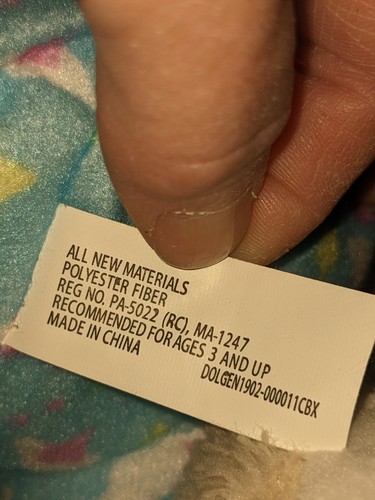 ALL NEW MATERIALS
POLYESTER FIBER
REG NO. PA-5022 (RC), MA-1247
RECOMMENDED FOR AGES 3 AND UP
MADE IN CHINA
DOLGEN1902-000011CBX